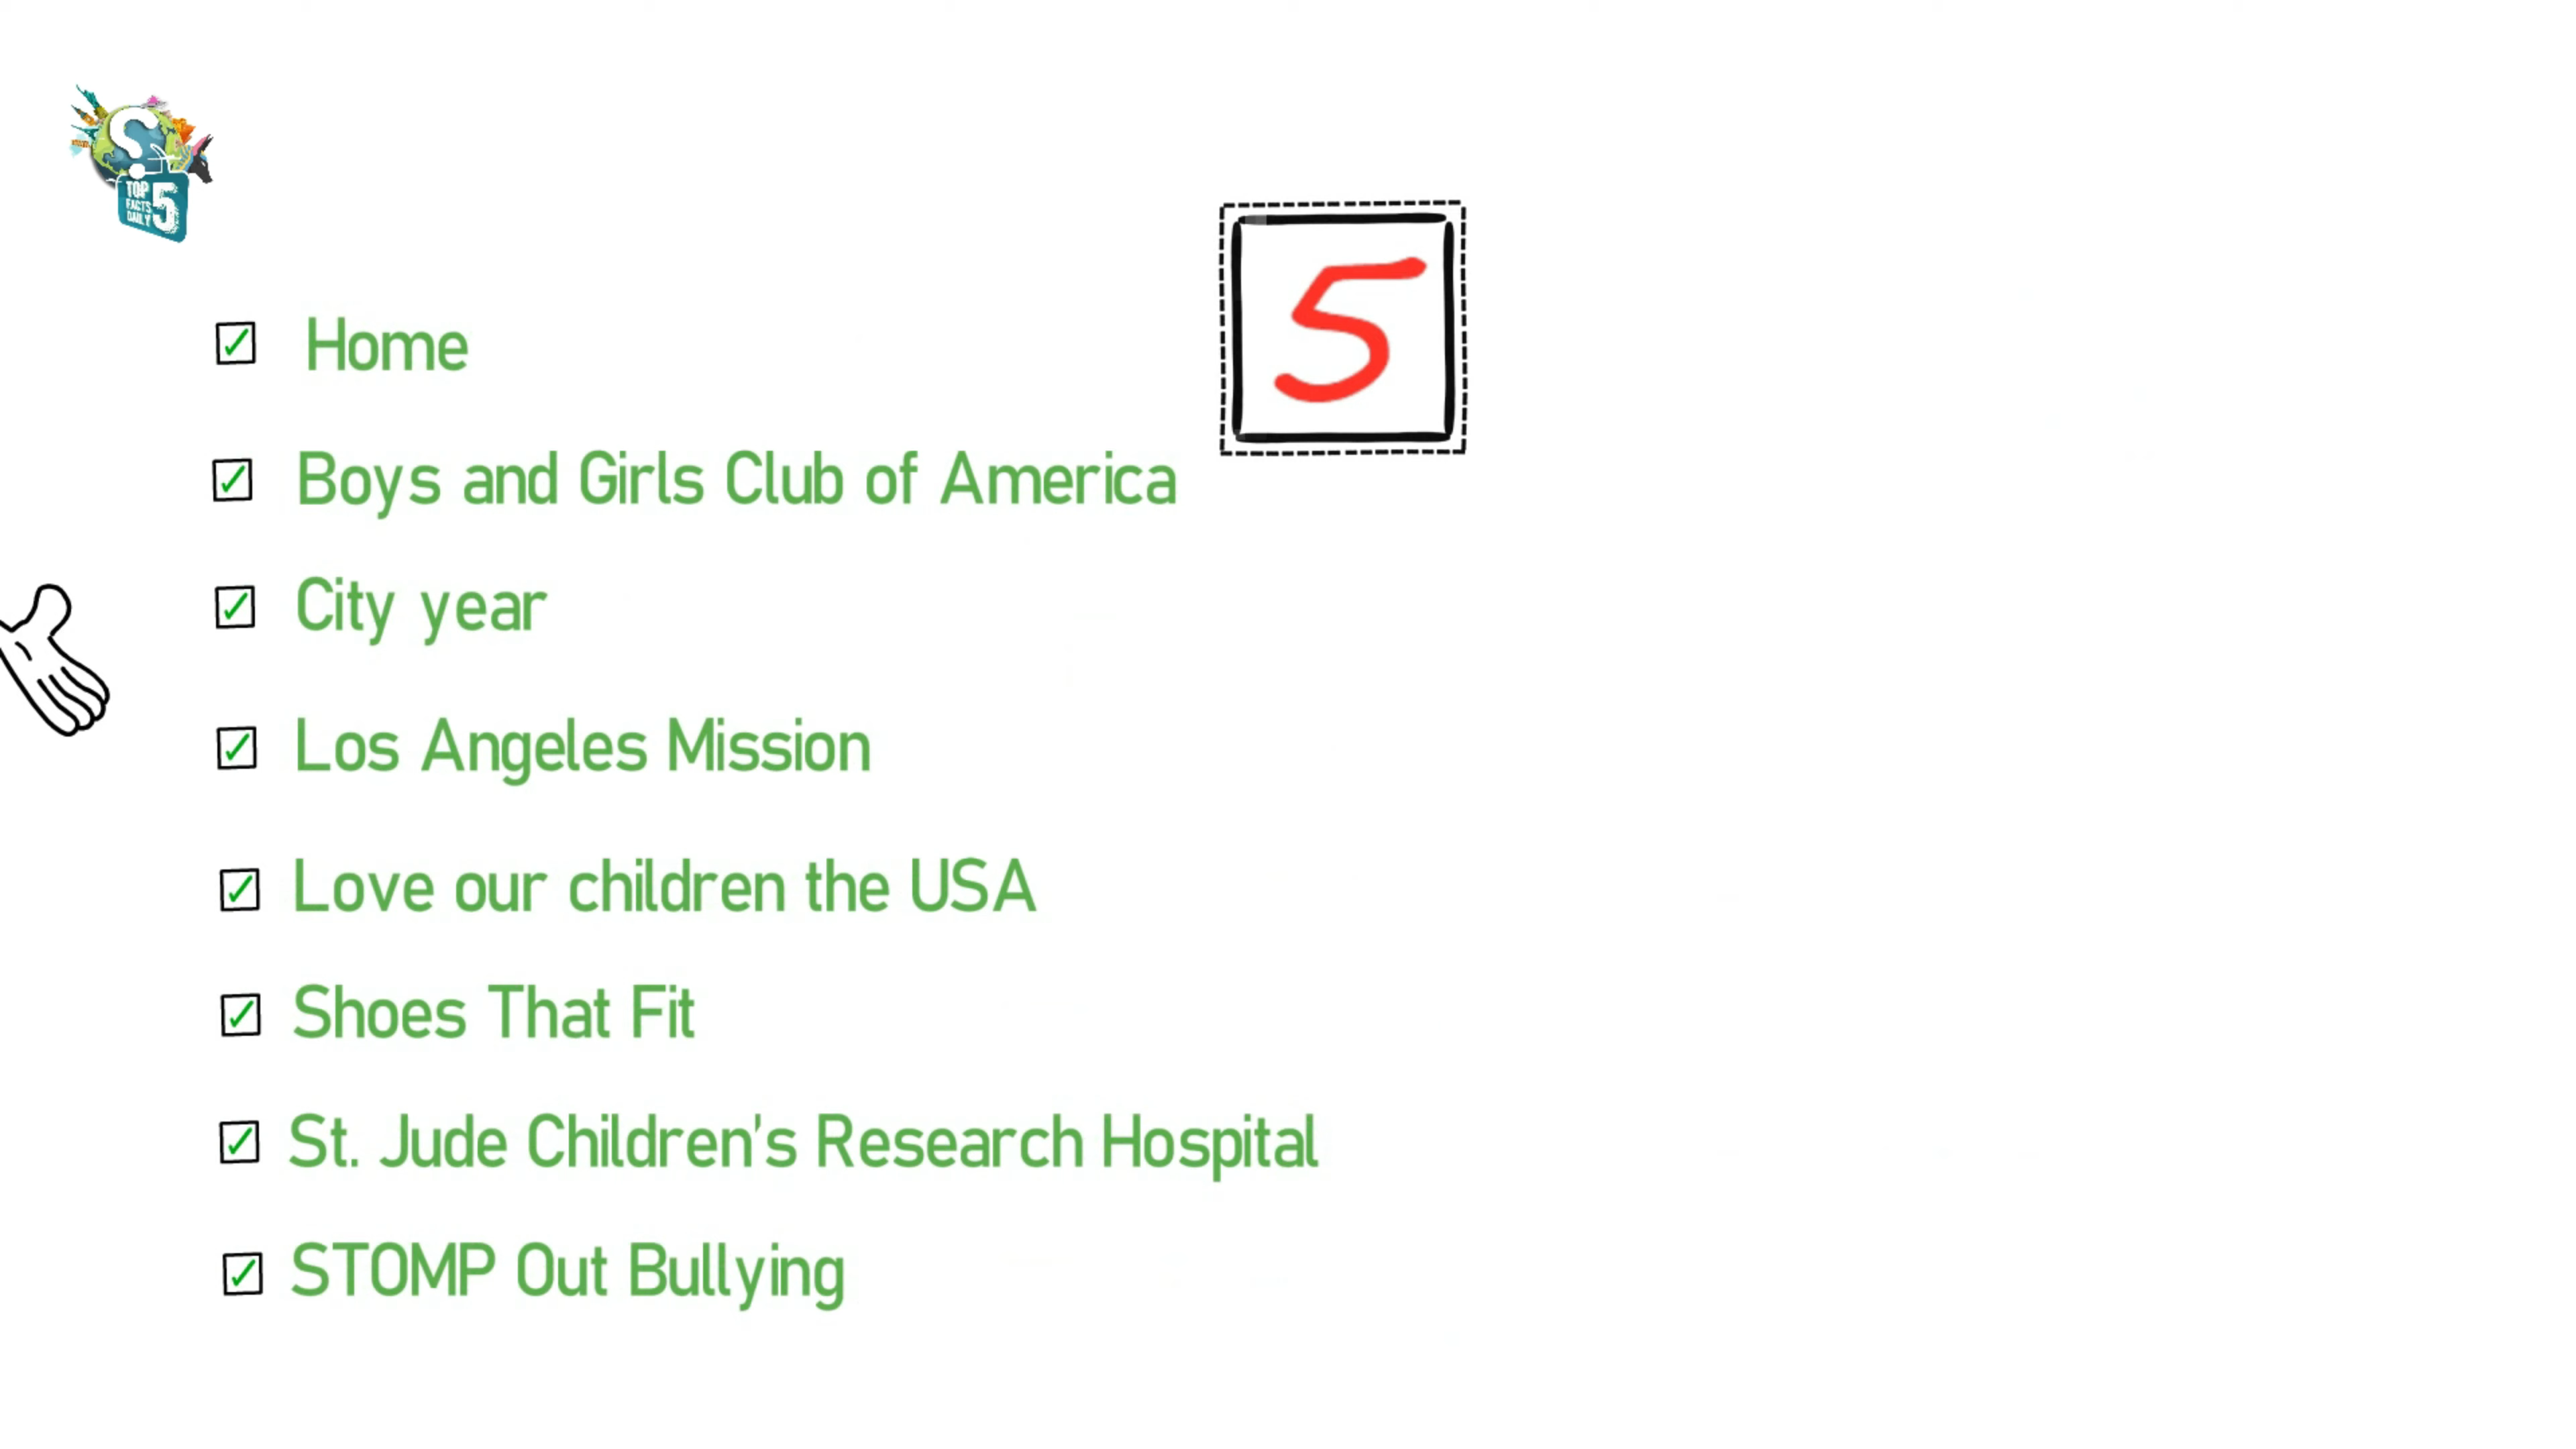 TOP
FACTS
DAILY
5
5
Home
Boys and Girls Club of America
City year
Los Angeles Mission
Love our children the USA
Shoes That Fit
St. Jude Children's Research Hospital
STOMP Out Bullying